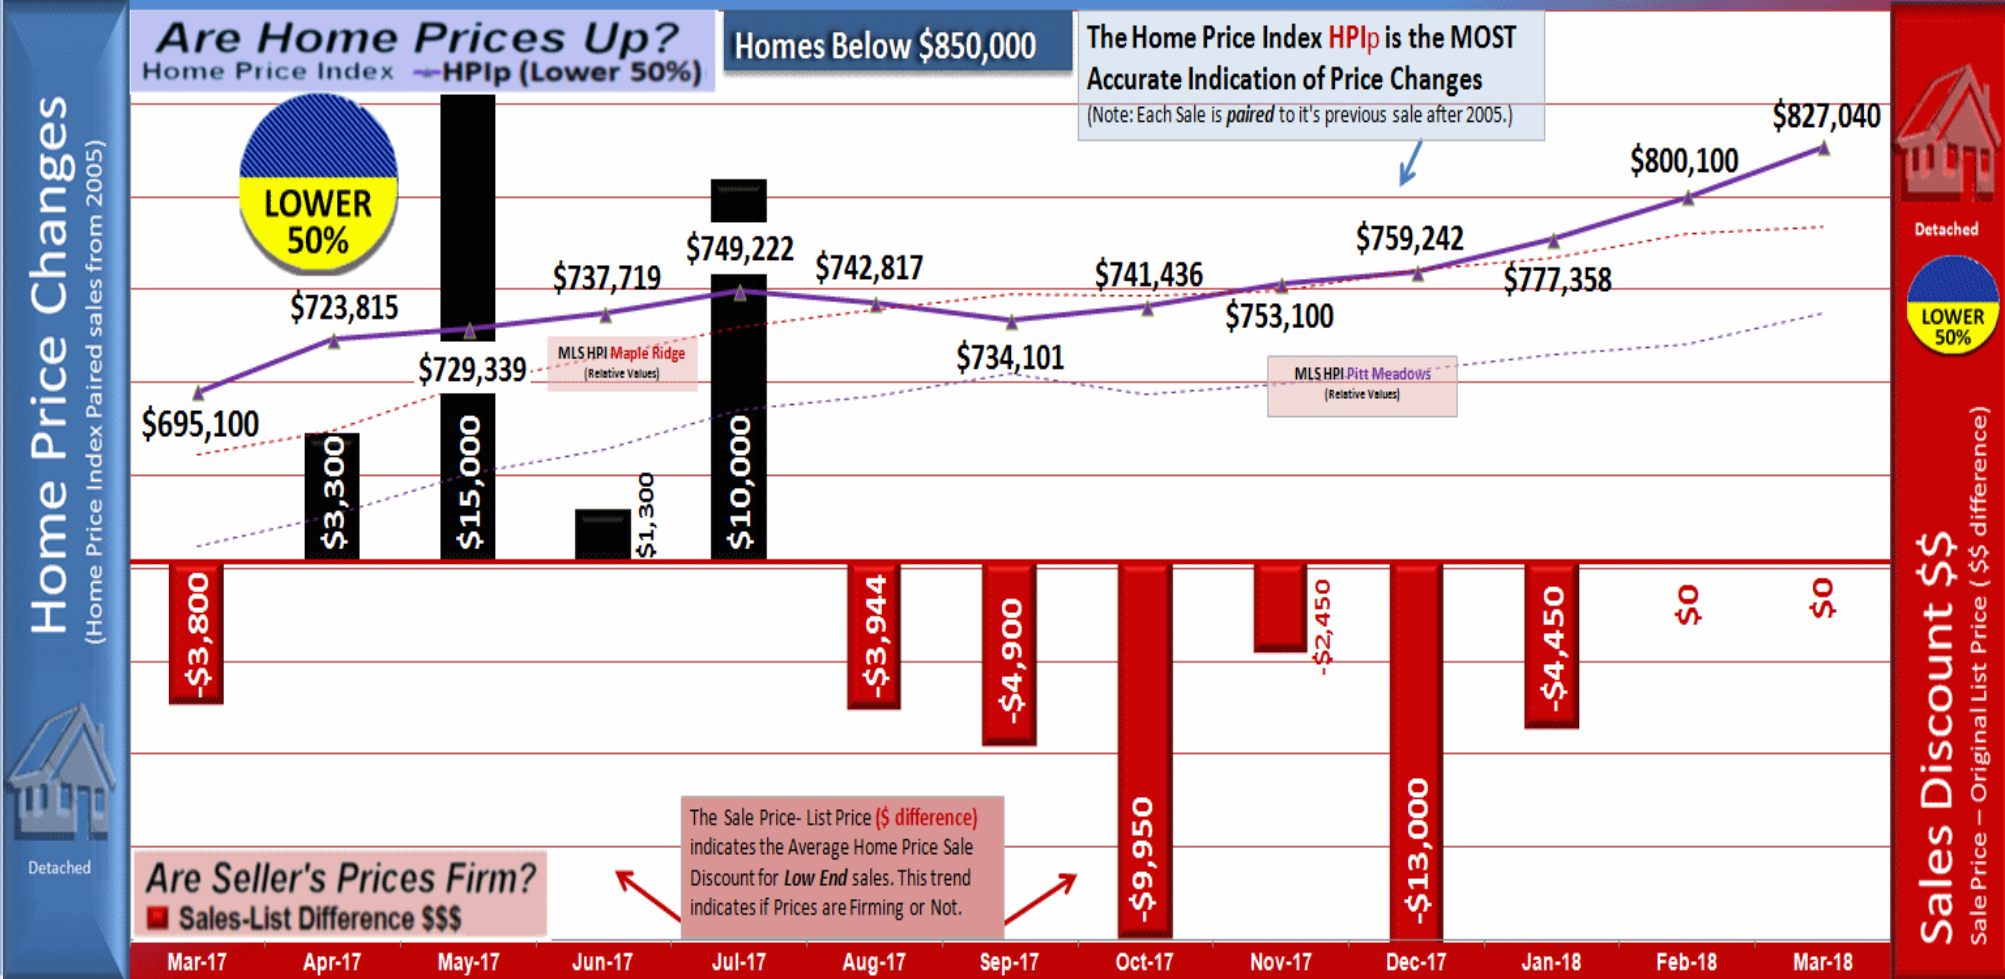 Are Home Prices Up?
Home Price Index HPIp (Lower 50%)
Homes Below $850,000
The Home Price Index HPIp is the MOST
Accurate Indication of Price Changes
(Note: Each Sale is paired to it's previous sale after 2005.)
Home Price Changes
(Home Price Index Paired sales from 2005)
Detached
LOWER
50%
$695,100
$723,815
$729,339
$737,719
$749,222
$742,817
$734,101
$741,436
$753,100
$759,242
$777,358
$800,100
$827,040
MLS HPI Maple Ridge
(Relative Values)
MLS HPI Pitt Meadows
(Relative Values)
-$3,800
$3,300
$15,000
$1,300
$10,000
-$3,944
-$4,900
-$9,950
-$2,450
-$13,000
-$4,450
$0
$0
Are Seller's Prices Firm?
Sales-List Difference $$$
The Sale Price- List Price ($ difference)
indicates the Average Home Price Sale
Discount for Low End sales. This trend
indicates if Prices are Firming or Not.
Mar-17
Apr-17
May-17
Jun-17
Jul-17
Aug-17
Sep-17
Oct-17
Nov-17
Dec-17
Jan-18
Feb-18
Mar-18
Detached
LOWER
50%
Sales Discount $$
Sale Price – Original List Price ( $$ difference)